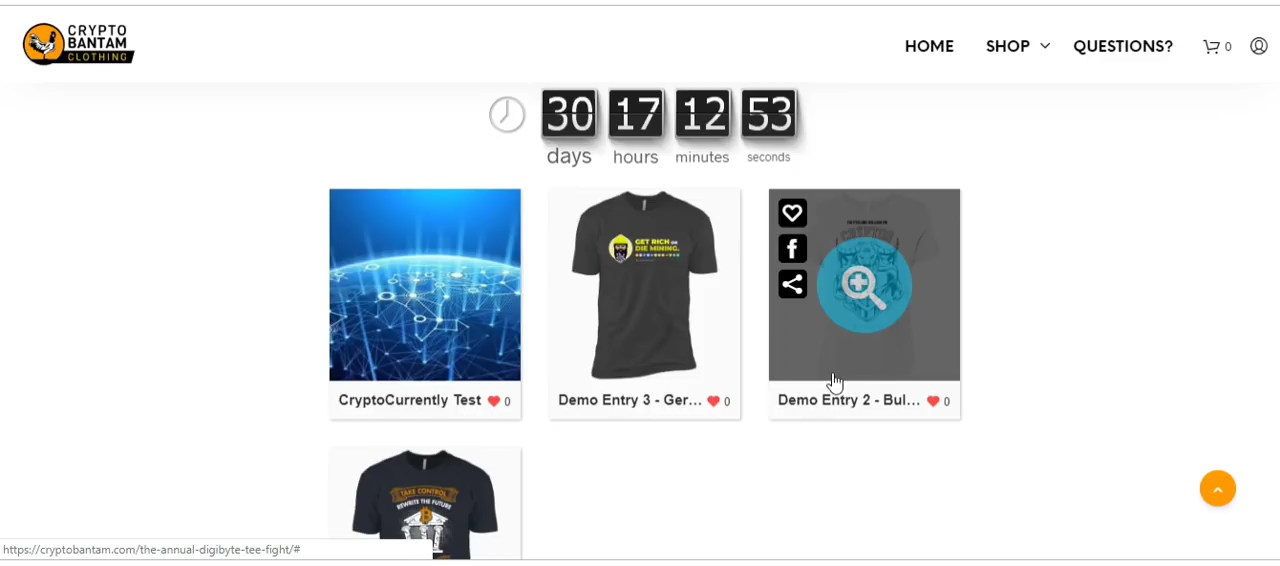 CRYPTO
BANTAM
CLOTHING
HOME
SHOP
QUESTIONS?
0
30 17 12 53
days hours minutes seconds
GET RICH OR
DIE MINING.
CryptoCurrently Test 0
Demo Entry 3 - Ger... 0
Demo Entry 2 - Bul... 0
TAKE CONTROL
REWRITE THE FUTURE
https://cryptobantam.com/the-annual-digibyte-tee-fight/#